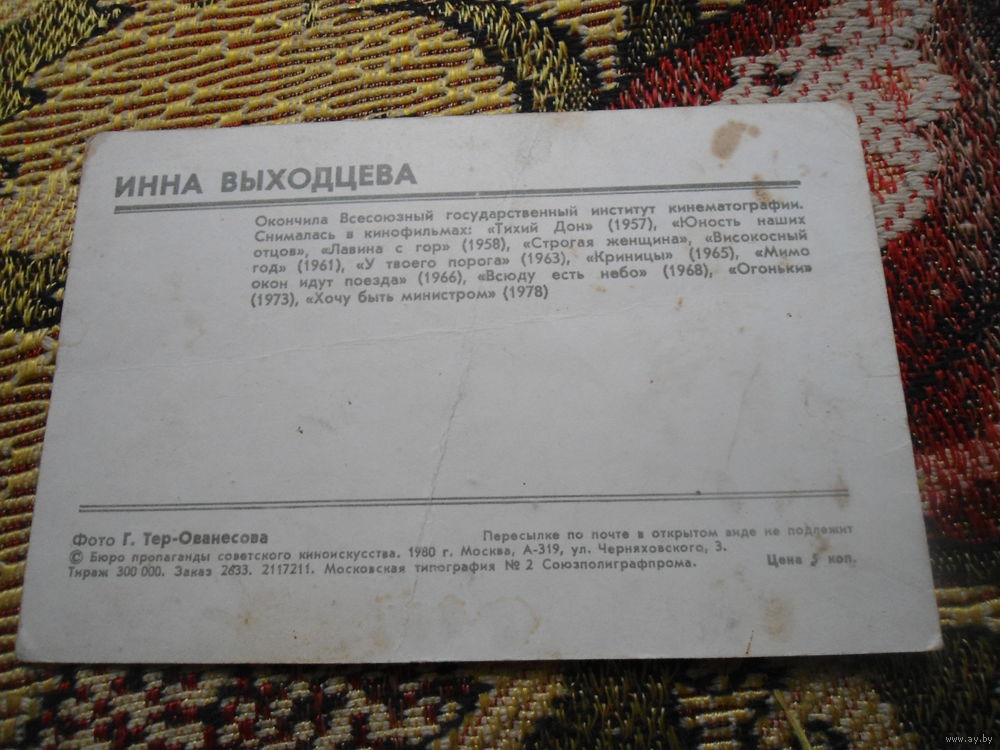 ИННА ВЫХОДЦЕВА
Окончила Всесоюзный государственный институт кинематографии.
Снималась в кинофильмах: «Тихий Дон» (1957), «Юность наших
отцов», «Лавина с гор» (1958), «Строгая женщина», «Високосный
год» (1961), «У твоего порога» (1963), «Криницы» (1965), «Мимо
окон идут поезда» (1966), «Всюду есть небо» (1968), «Огоньки»
(1973), «Хочу быть министром» (1978)
Фото Г. Тер-Ованесова
Пересылке по почте в открытом виде не подлежит
© Бюро пропаганды советского киноискусства. 1980 г. Москва, А-319, ул. Черняховского, 3.
Тираж 300 000. Заказ 2633. 2117211. Московская типография № 2 Союзполиграфпрома.
Цена 5 коп.
www.ay.by